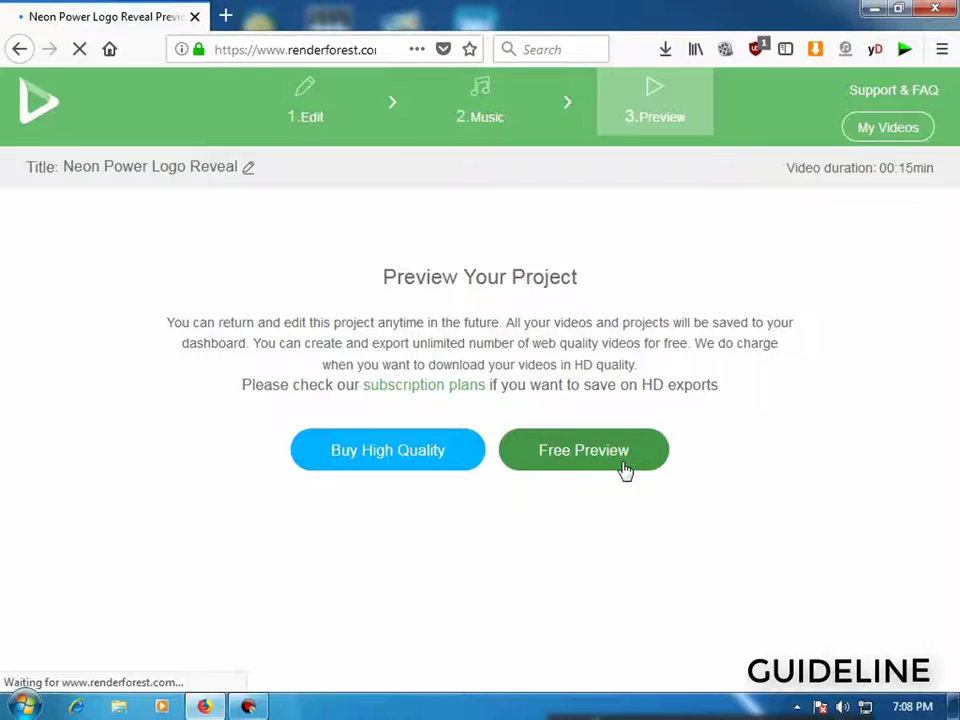 Neon Power Logo Reveal Previ
https://www.renderforest.com
Search
1
yD
1.Edit
2.Music
3.Preview
Support & FAQ
My Videos
Title: Neon Power Logo Reveal
Video duration: 00:15min
Preview Your Project
You can return and edit this project anytime in the future. All your videos and projects will be saved to your
dashboard. You can create and export unlimited number of web quality videos for free. We do charge
when you want to download your videos in HD quality.
Please check our subscription plans if you want to save on HD exports
Buy High Quality
Free Preview
GUIDELINE
Waiting for www.renderforest.com...
7:08 PM